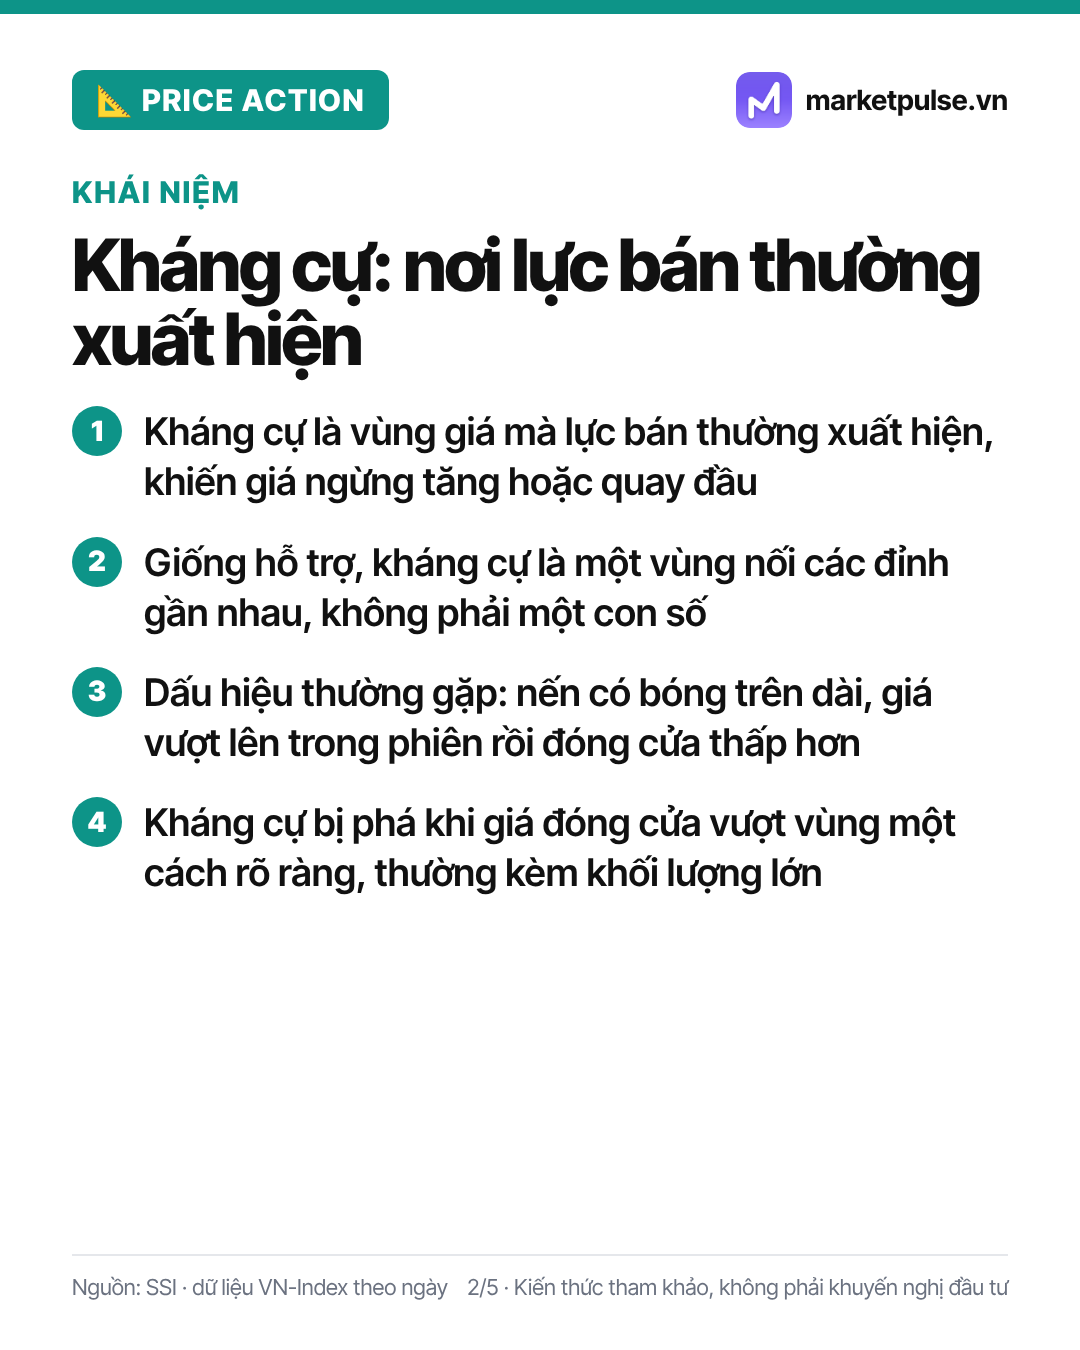 📐 PRICE ACTION
marketpulse.vn
KHÁI NIỆM
Kháng cự: nơi lực bán thường
xuất hiện
1 Kháng cự là vùng giá mà lực bán thường xuất hiện,
khiến giá ngừng tăng hoặc quay đầu
2 Giống hỗ trợ, kháng cự là một vùng nối các đỉnh
gần nhau, không phải một con số
3 Dấu hiệu thường gặp: nến có bóng trên dài, giá
vượt lên trong phiên rồi đóng cửa thấp hơn
4 Kháng cự bị phá khi giá đóng cửa vượt vùng một
cách rõ ràng, thường kèm khối lượng lớn
Nguồn: SSI · dữ liệu VN-Index theo ngày 2/5 · Kiến thức tham khảo, không phải khuyến nghị đầu tư